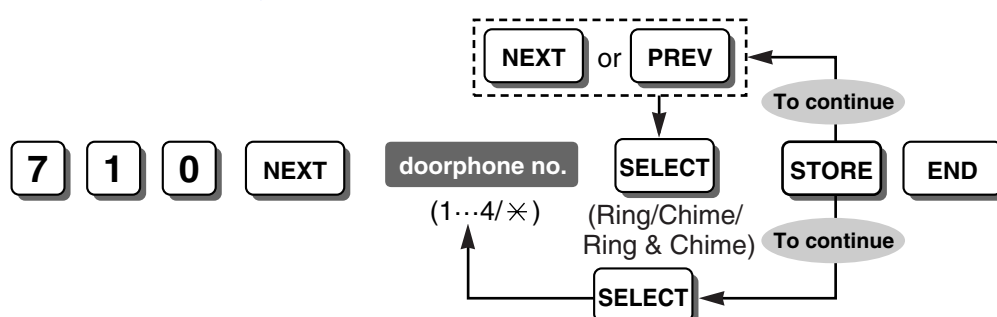 NEXT or PREV
To continue
7 1 0 NEXT doorphone no. SELECT STORE END
(1···4/✳)
(Ring/Chime/
Ring & Chime)
To continue
SELECT